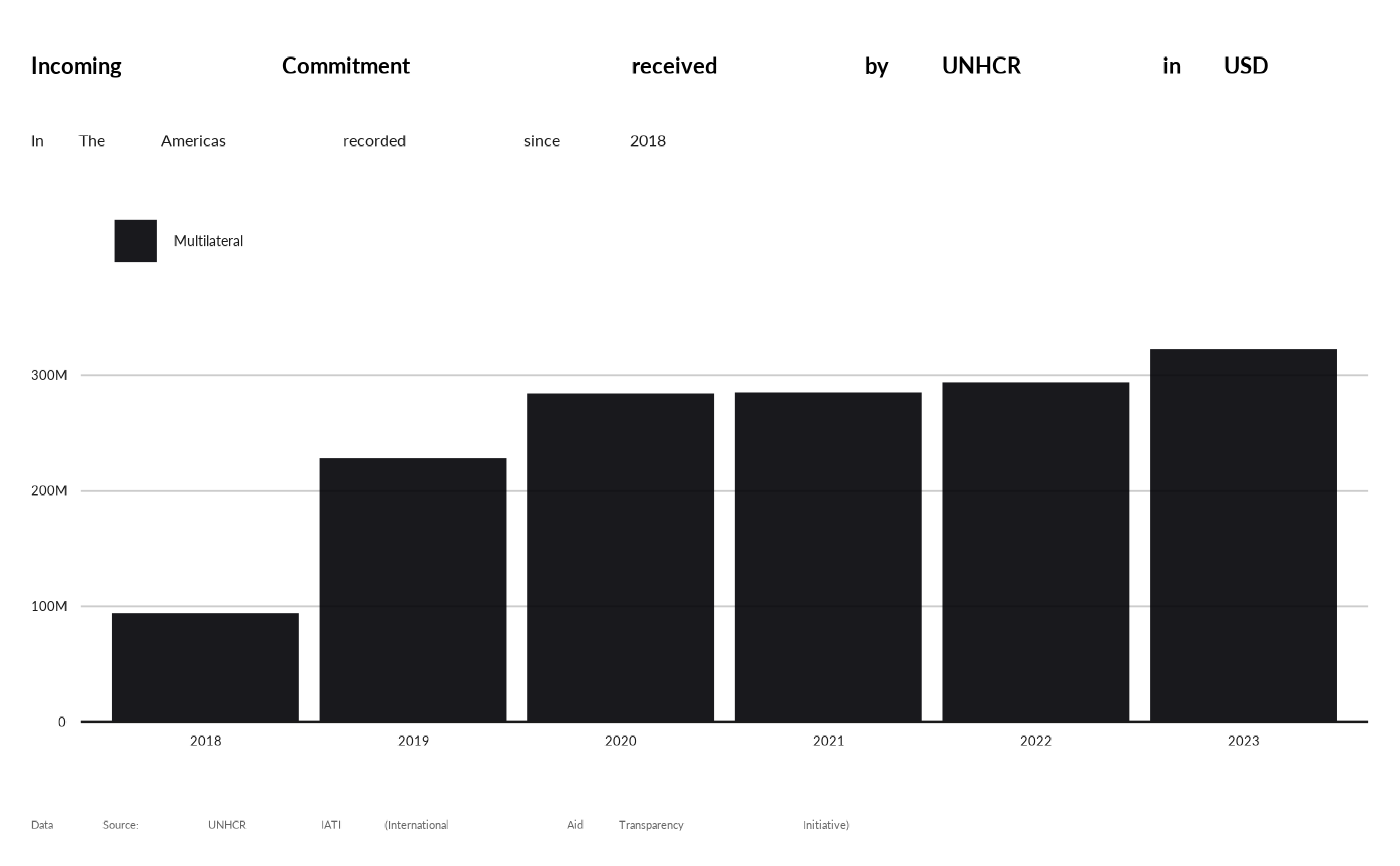 Incoming Commitment received by UNHCR in USD
In The Americas recorded since 2018
Multilateral
300M
200M
100M
0
2018 2019 2020 2021 2022 2023
Data Source: UNHCR IATI (International Aid Transparency Initiative)